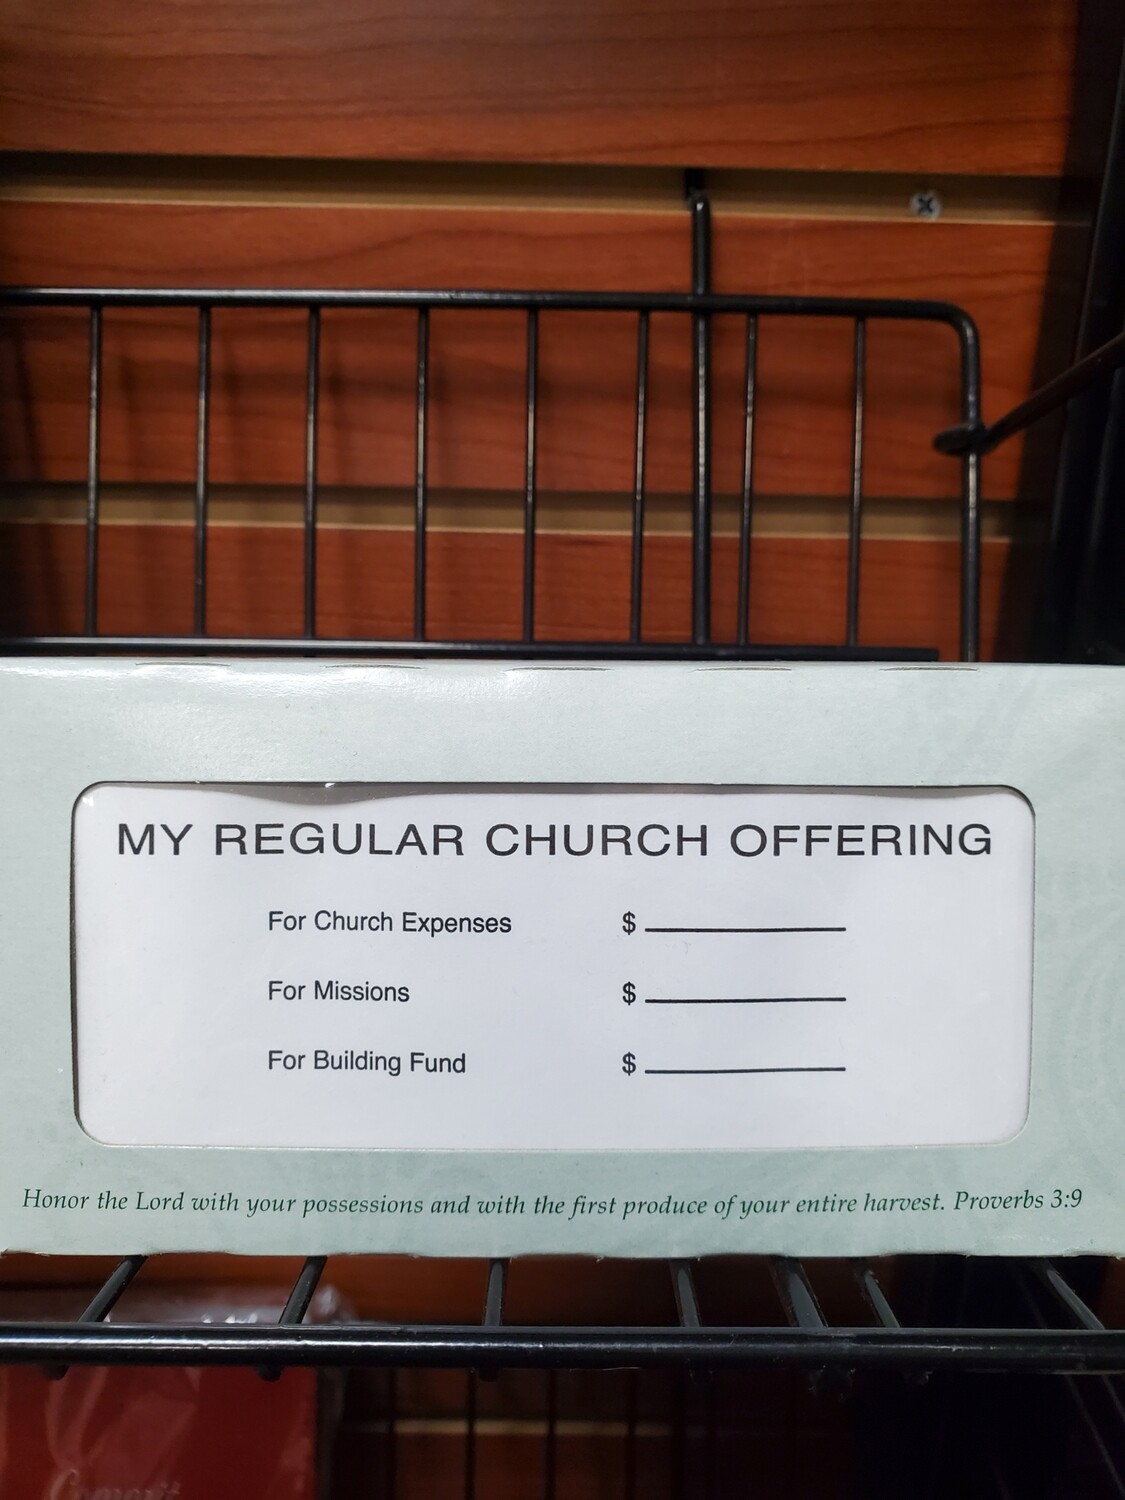 MY REGULAR CHURCH OFFERING
For Church Expenses $
For Missions $
For Building Fund $
Honor the Lord with your possessions and with the first produce of your entire harvest. Proverbs 3:9